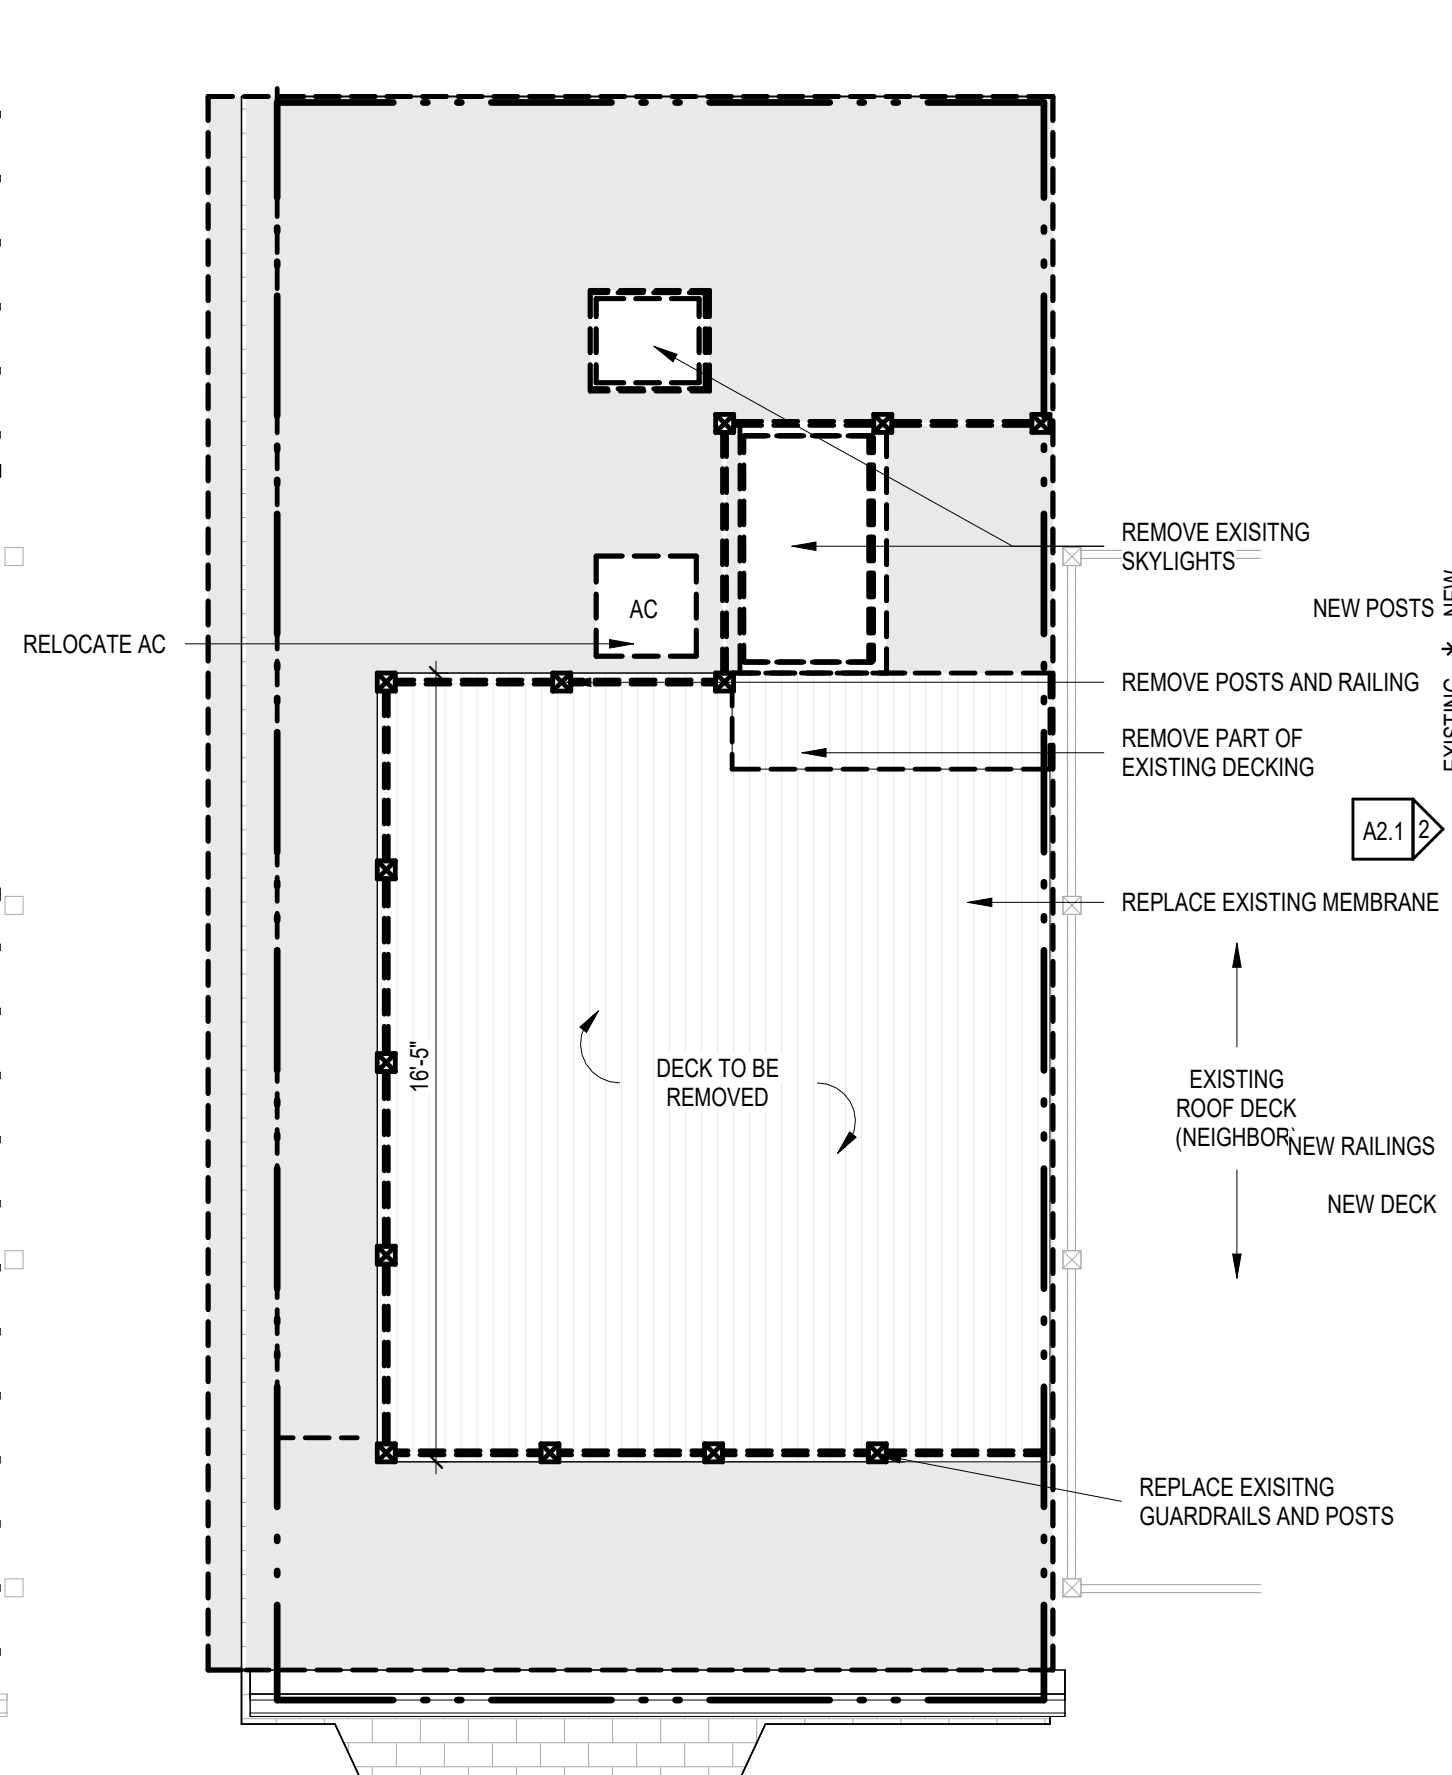 REMOVE EXISITNG
SKYLIGHTS
NEW POSTS
NEW
AC
RELOCATE AC
REMOVE POSTS AND RAILING
EXISTING
REMOVE PART OF
EXISTING DECKING
A2.1
2
REPLACE EXISTING MEMBRANE
16'-5"
DECK TO BE
REMOVED
EXISTING
ROOF DECK
(NEIGHBOR)
NEW RAILINGS
NEW DECK
REPLACE EXISITNG
GUARDRAILS AND POSTS